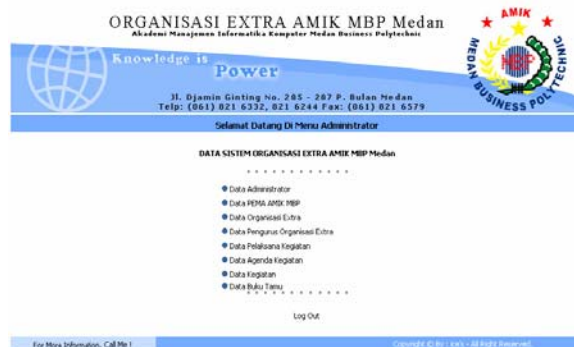 ORGANISASI EXTRA AMIK MBP Medan
Akademi Manajemen Informatika Komputer Medan Business Polytechnic
Knowledge is
Power
Jl. Djamin Ginting No. 285 - 287 P. Bulan Medan
Telp: (061) 821 6332, 821 6244 Fax: (061) 821 6579
AMIK
MBP
MEDAN BUSINESS POLYTECHNIC
Selamat Datang Di Menu Administrator
DATA SISTEM ORGANISASI EXTRA AMIK MBP Medan
Data Administrator
Data PEMA AMIK MBP
Data Organisasi Extra
Data Pengurus Organisasi Extra
Data Pelaksana Kegiatan
Data Agenda Kegiatan
Data Kegiatan
Data Buku Tamu
Log Out
For More Information, Call Me !
All Right Reserved.